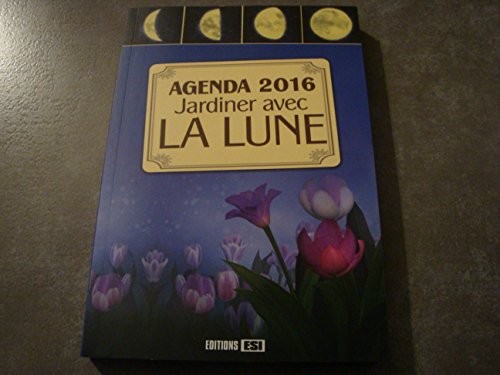 AGENDA 2016
Jardiner avec
LA LUNE
EDITIONS ESI